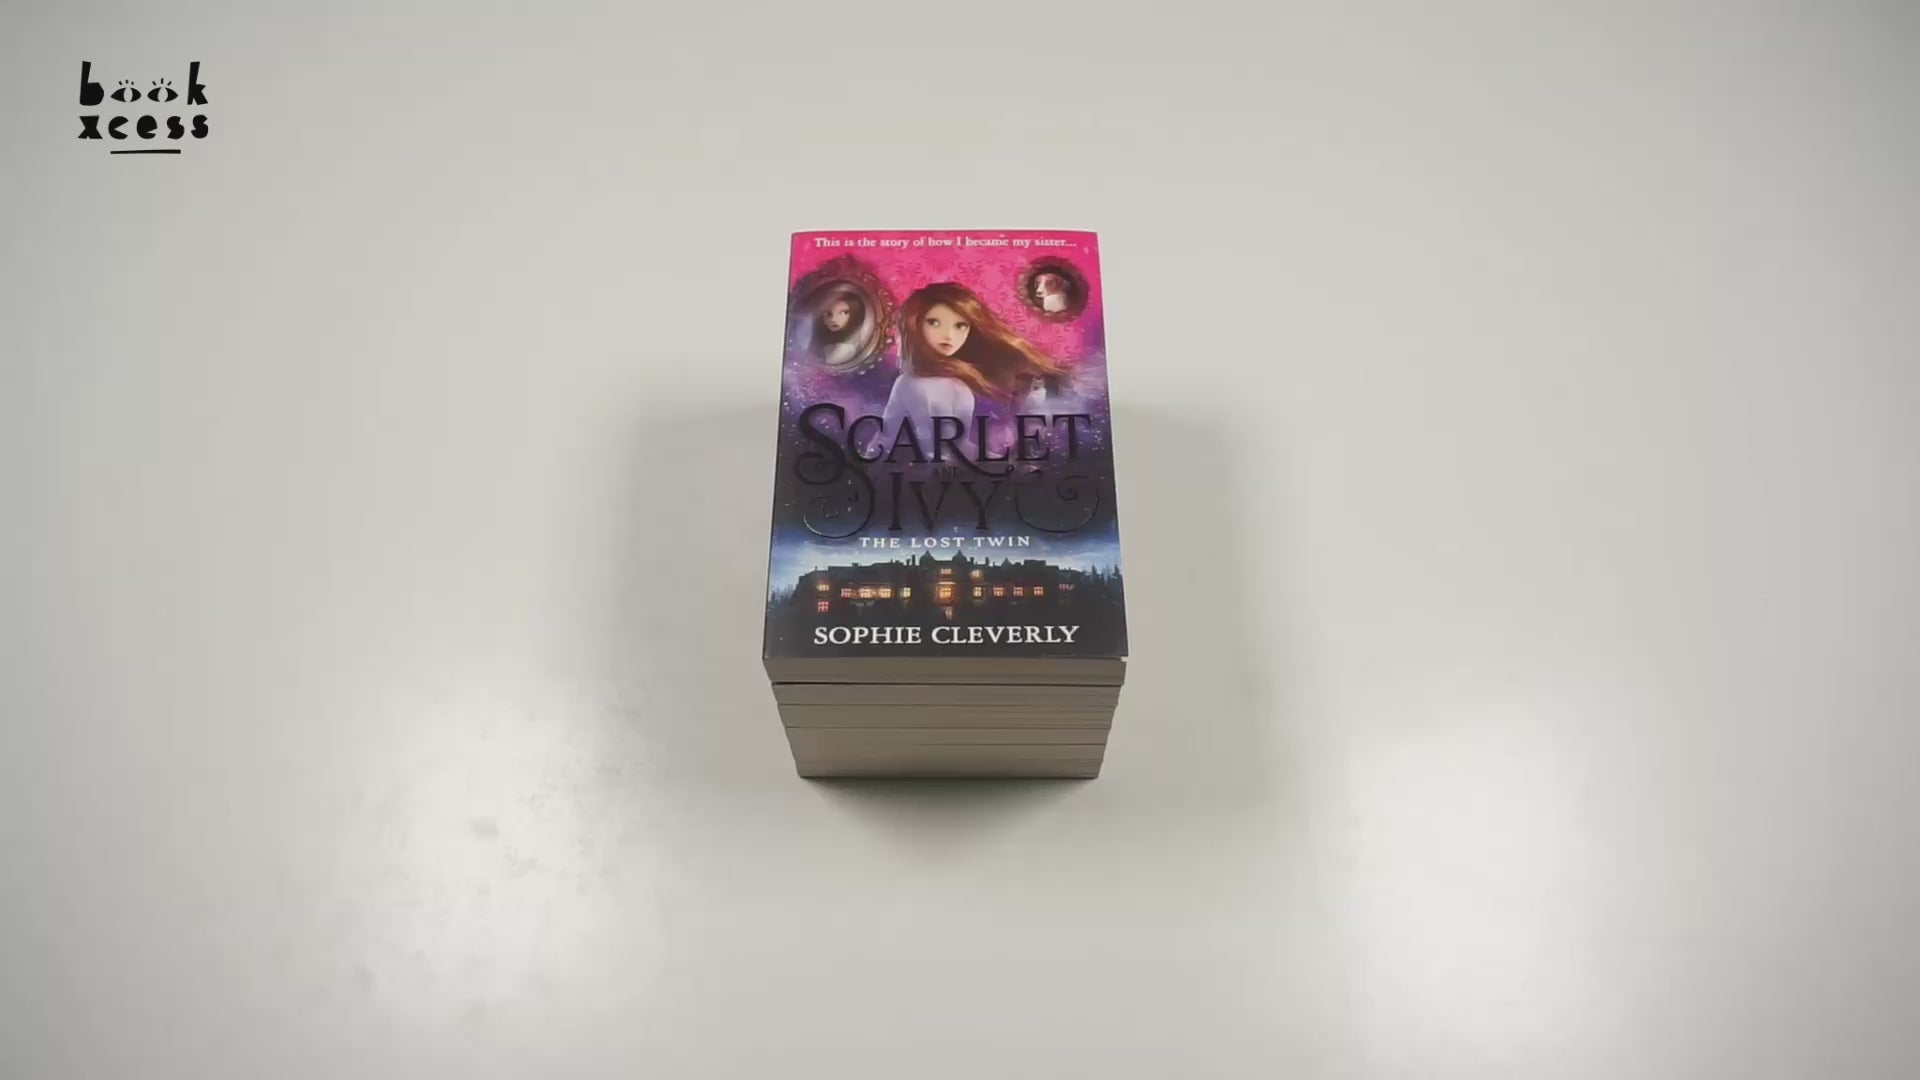 book
xcess
This is the story of how I became my sister...
SCARLET
AND
IVY
THE LOST TWIN
SOPHIE CLEVERLY